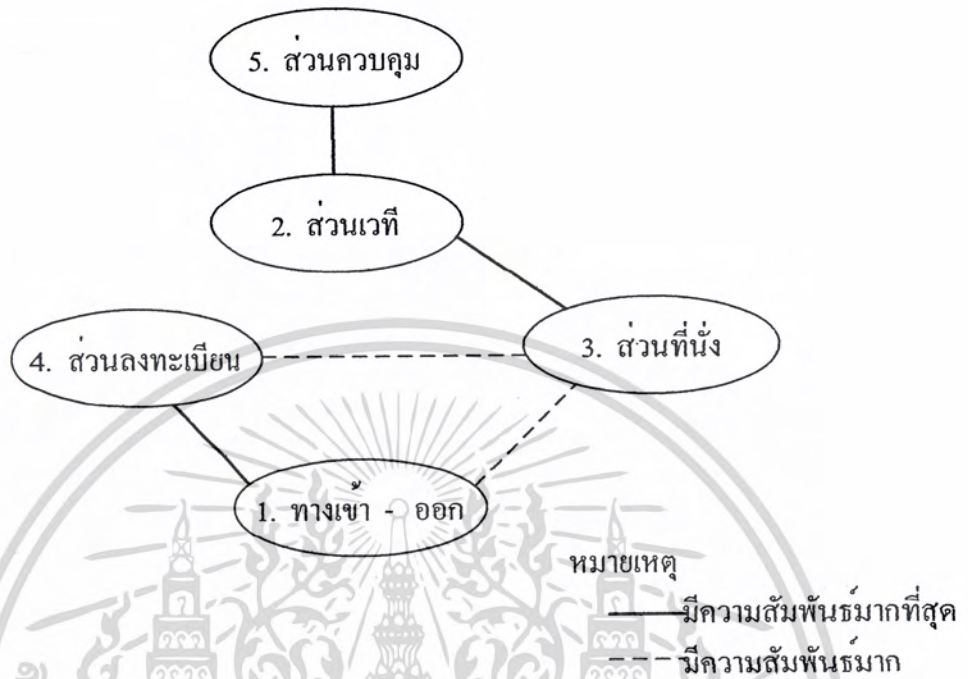 5. ส่วนควบคุม
2. ส่วนเวที
3. ส่วนที่นั่ง
4. ส่วนลงทะเบียน
1. ทางเข้า - ออก
หมายเหตุ
มีความสัมพันธ์มากที่สุด
มีความสัมพันธ์มาก